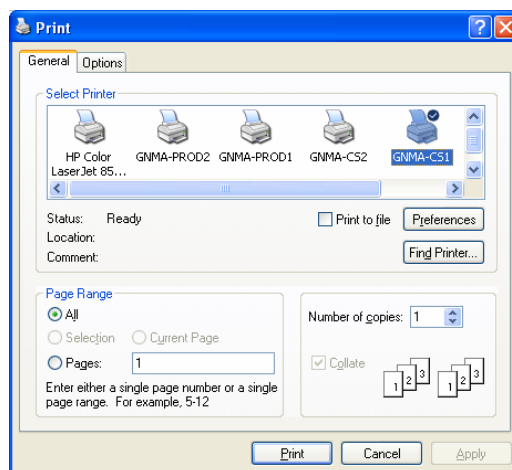 Print
General Options
Select Printer
HP Color
LaserJet 85...
GNMA-PROD2 GNMA-PROD1 GNMA-CS2 GNMA-CS1
Status: Ready
Print to file Preferences
Location:
Comment:
Find Printer...
Page Range
All
Selection Current Page
Pages: 1
Enter either a single page number or a single
page range. For example, 5-12
Number of copies: 1
Collate
1 2 3 1 2 3
Print Cancel Apply